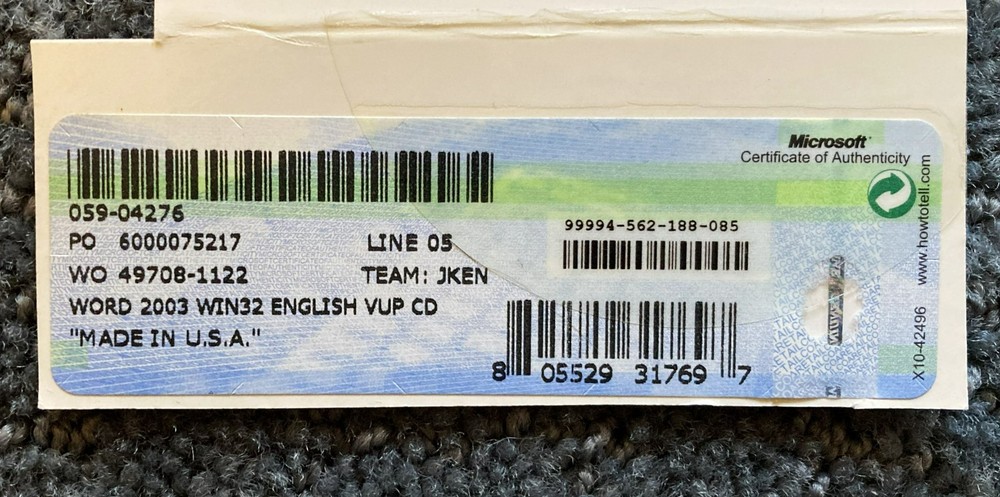 Microsoft®
Certificate of Authenticity
059-04276
PO 6000075217 LINE 05
WO 49708-1122 TEAM: JKEN
WORD 2003 WIN32 ENGLISH VUP CD
"MADE IN U.S.A."
99994-562-188-085
8 05529 31769 7
www.howtotell.com
X10-42496